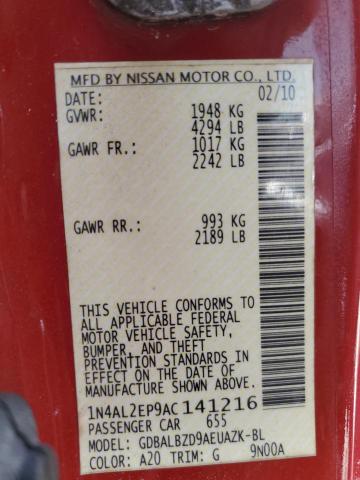 MFD BY NISSAN MOTOR CO., LTD.
DATE: 02/10
GVWR: 1948 KG
4294 LB
GAWR FR.: 1017 KG
2242 LB
GAWR RR.: 993 KG
2189 LB
THIS VEHICLE CONFORMS TO
ALL APPLICABLE FEDERAL
MOTOR VEHICLE SAFETY,
BUMPER, AND THEFT
PREVENTION STANDARDS IN
EFFECT ON THE DATE OF
MANUFACTURE SHOWN ABOVE.
1N4AL2EP9AC141216
PASSENGER CAR 655
MODEL: GDBALBZD9AEUAZK-BL
COLOR: A20 TRIM: G 9N00A